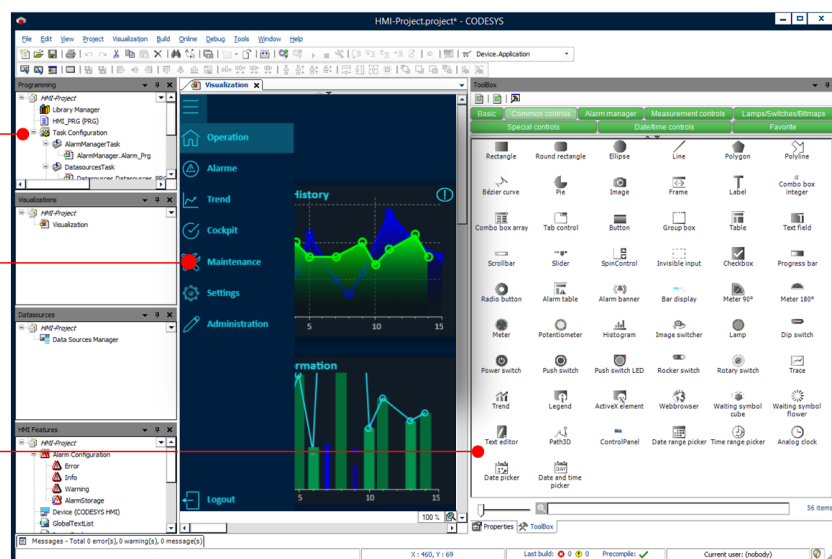 HMI-Project.project* - CODESYS
File Edit View Project Visualization Build Online Debug Tools Window Help
Device.Application
Programming
HMI-Project
Library Manager
HMI_PRG (PRG)
Task Configuration
AlarmManagerTask
AlarmManager.Alarm_Prg
DatasourcesTask
Datasources.Datasources_PRG
Visualizations
HMI-Project
Visualization
Datasources
HMI-Project
Data Sources Manager
HMI Features
HMI-Project
Alarm Configuration
Error
Info
Warning
AlarmStorage
Device (CODESYS HMI)
GlobalTextList
Visualization X
Operation
Alarme
Trend
Cockpit
Maintenance
Settings
Administration
Logout
History
5 10 15
ormation
5 10 15
100 %
ToolBox
Basic Common controls Alarm manager Measurement controls Lamps/Switches/Bitmaps
Special controls Date/time controls Favorite
Rectangle Round rectangle Ellipse Line Polygon Polyline
Bézier curve Pie Image Frame Label Combo box integer
Combo box array Tab control Button Group box Table Text field
Scrollbar Slider SpinControl Invisible input Checkbox Progress bar
Radio button Alarm table Alarm banner Bar display Meter 90° Meter 180°
Meter Potentiometer Histogram Image switcher Lamp Dip switch
Power switch Push switch Push switch LED Rocker switch Rotary switch Trace
Trend Legend ActiveX element Webbrowser Waiting symbol cube Waiting symbol flower
Text editor Path3D ControlPanel Date range picker Time range picker Analog clock
Date picker Date and time picker
56 items
Properties ToolBox
Messages - Total 0 error(s), 0 warning(s), 0 message(s)
X : 460, Y : 69 Last build: 0 0 Precompile: Current user: (nobody)